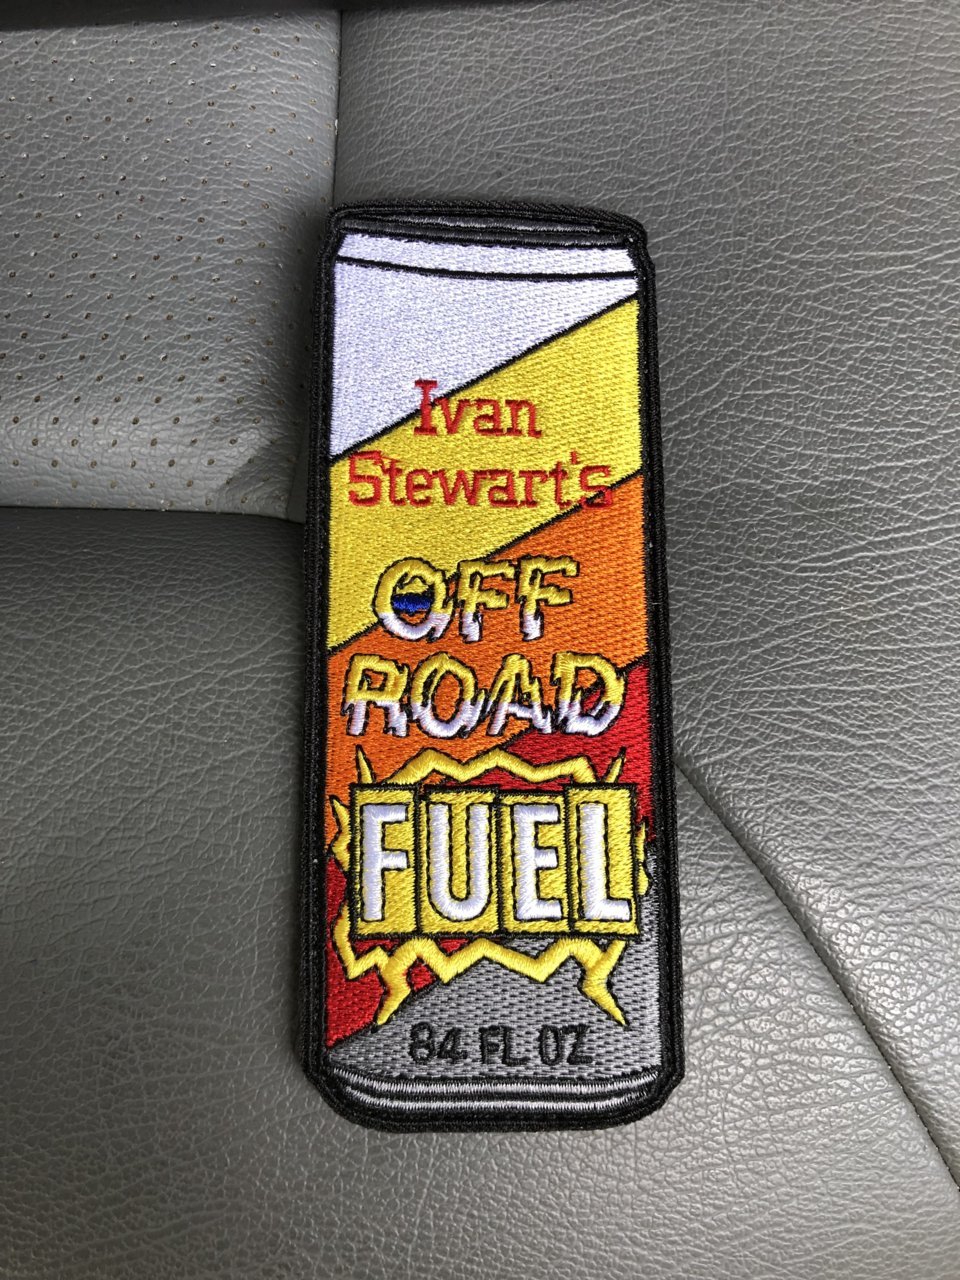 Ivan
Stewart's
OFF
ROAD
FUEL
84 FL OZ